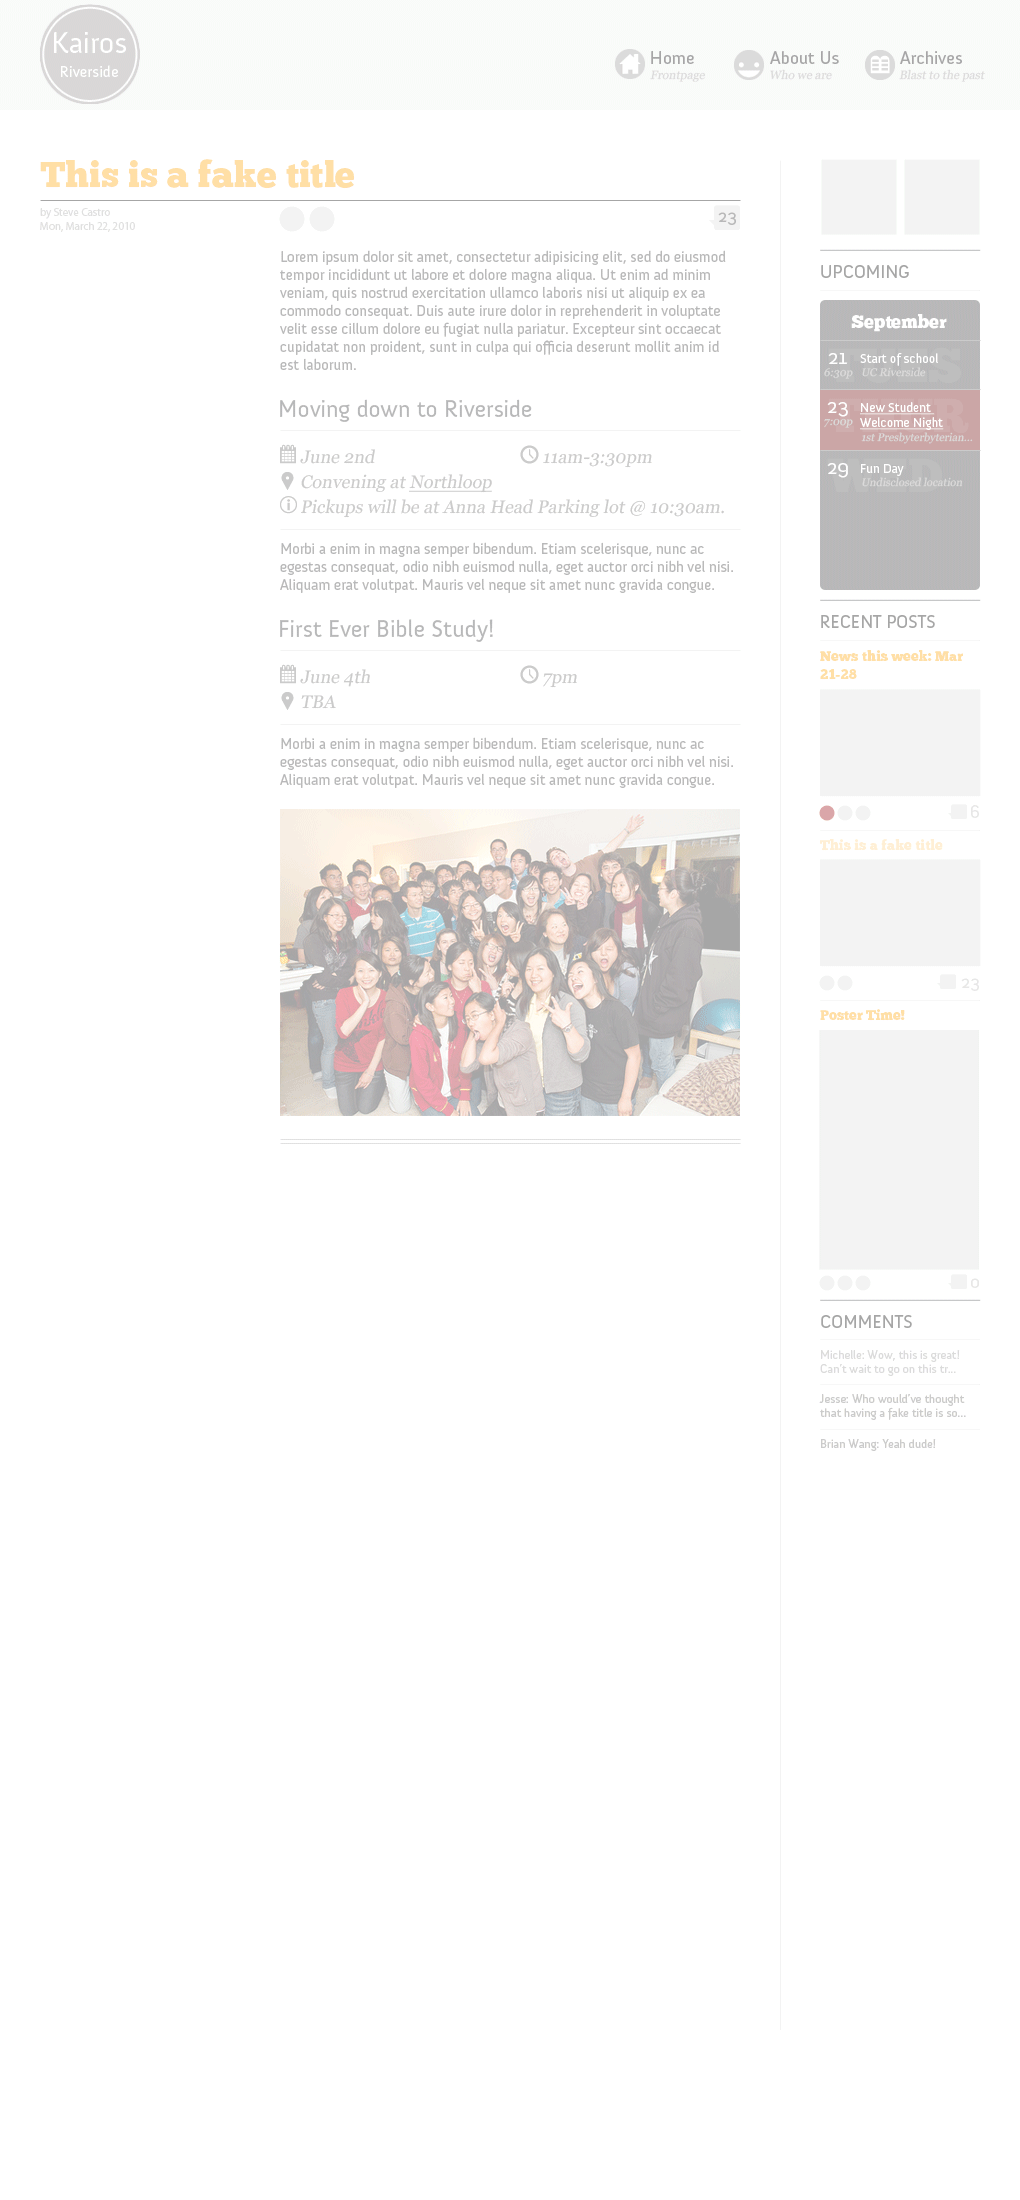 Kairos
Riverside
Home
Frontpage
About Us
Who we are
Archives
Blast to the past
This is a fake title
by Steve Castro
Mon, March 22, 2010
23
Lorem ipsum dolor sit amet, consectetur adipisicing elit, sed do eiusmod
tempor incididunt ut labore et dolore magna aliqua. Ut enim ad minim
veniam, quis nostrud exercitation ullamco laboris nisi ut aliquip ex ea
commodo consequat. Duis aute irure dolor in reprehenderit in voluptate
velit esse cillum dolore eu fugiat nulla pariatur. Excepteur sint occaecat
cupidatat non proident, sunt in culpa qui officia deserunt mollit anim id
est laborum.
Moving down to Riverside
June 2nd
11am-3:30pm
Convening at Northloop
Pickups will be at Anna Head Parking lot @ 10:30am.
Morbi a enim in magna semper bibendum. Etiam scelerisque, nunc ac
egestas consequat, odio nibh euismod nulla, eget auctor orci nibh vel nisi.
Aliquam erat volutpat. Mauris vel neque sit amet nunc gravida congue.
First Ever Bible Study!
June 4th
7pm
TBA
Morbi a enim in magna semper bibendum. Etiam scelerisque, nunc ac
egestas consequat, odio nibh euismod nulla, eget auctor orci nibh vel nisi.
Aliquam erat volutpat. Mauris vel neque sit amet nunc gravida congue.
UPCOMING
September
TUES
21
Start of school
6:30p
UC Riverside
THUR
23
New Student
Welcome Night
7:00p
1st Presbyterbyterian...
WED
29
Fun Day
Undisclosed location
RECENT POSTS
News this week: Mar
21-28
6
This is a fake title
23
Poster Time!
0
COMMENTS
Michelle: Wow, this is great!
Can't wait to go on this tr...
Jesse: Who would've thought
that having a fake title is so...
Brian Wang: Yeah dude!